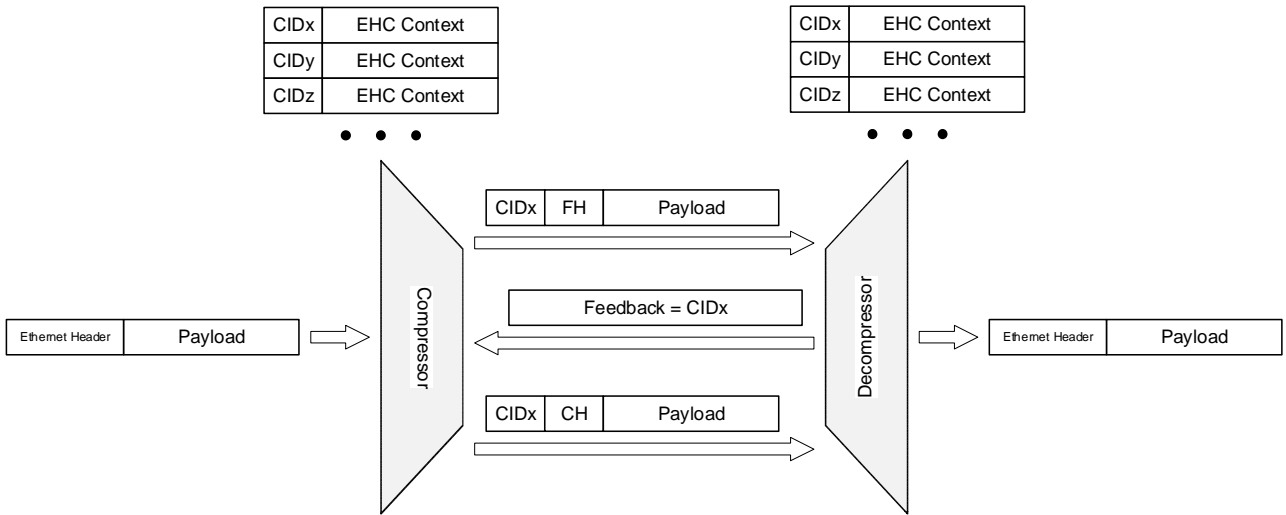 CIDx EHC Context
CIDy EHC Context
CIDz EHC Context
CIDx EHC Context
CIDy EHC Context
CIDz EHC Context
CIDx FH Payload
Feedback = CIDx
CIDx CH Payload
Ethernet Header Payload
Compressor
Decompressor
Ethernet Header Payload